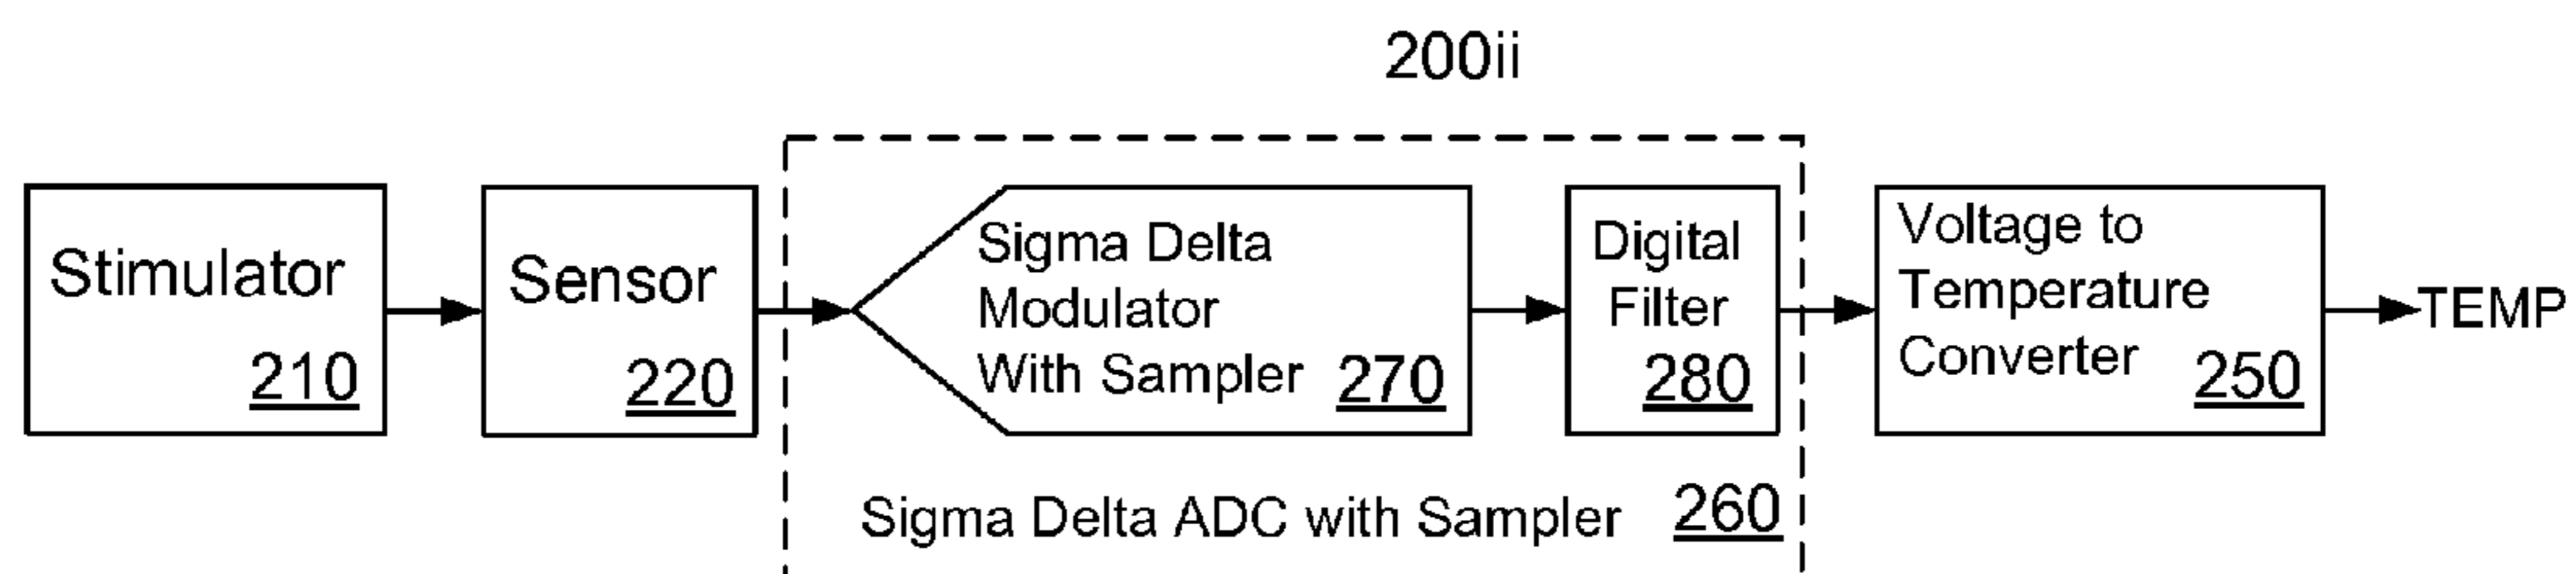 200ii
Stimulator
210
Sensor
220
Sigma Delta
Modulator
With Sampler 270
Digital
Filter
280
Sigma Delta ADC with Sampler 260
Voltage to
Temperature
Converter 250
TEMP